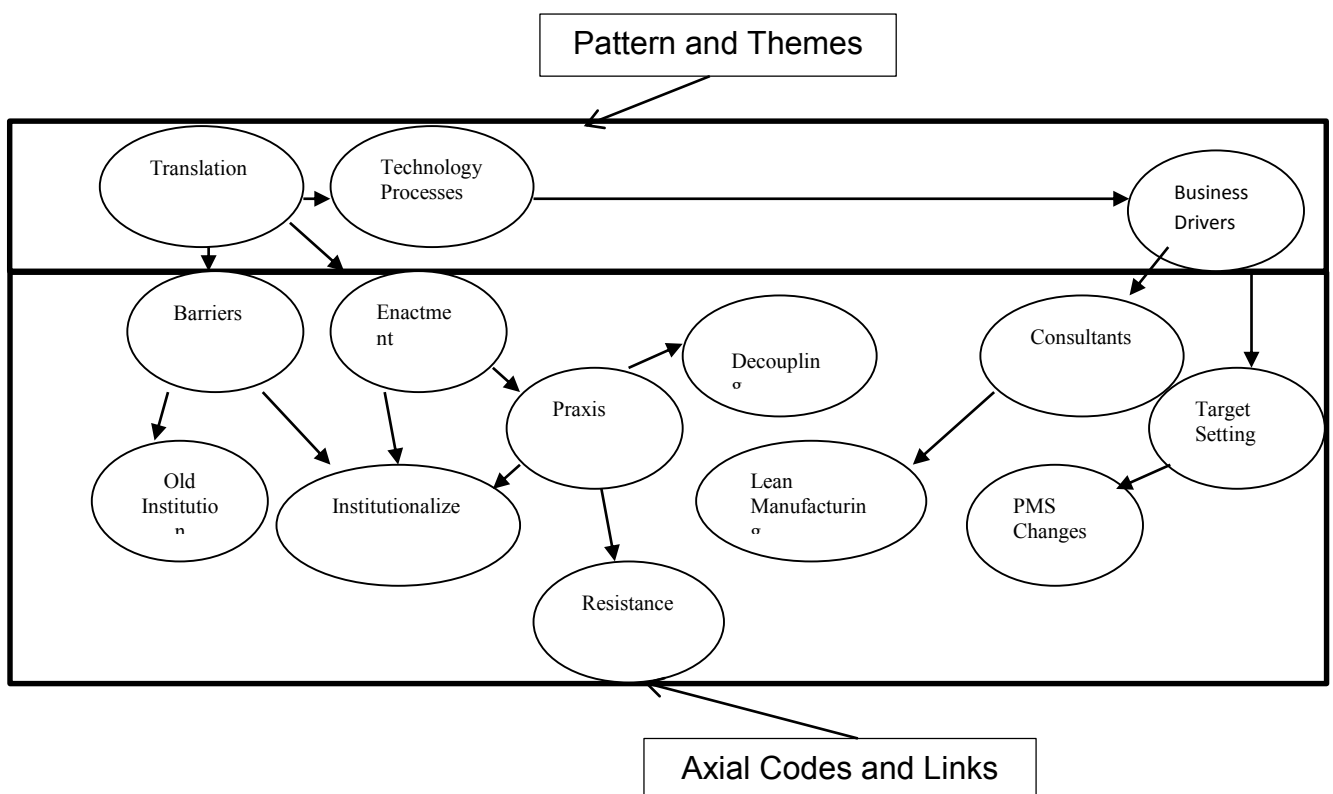 Pattern and Themes
Translation
Technology
Processes
Business
Drivers
Barriers
Enactme
nt
Decouplin
g
Consultants
Praxis
Target
Setting
Old
Institutio
n
Institutionalize
Lean
Manufacturin
g
PMS
Changes
Resistance
Axial Codes and Links